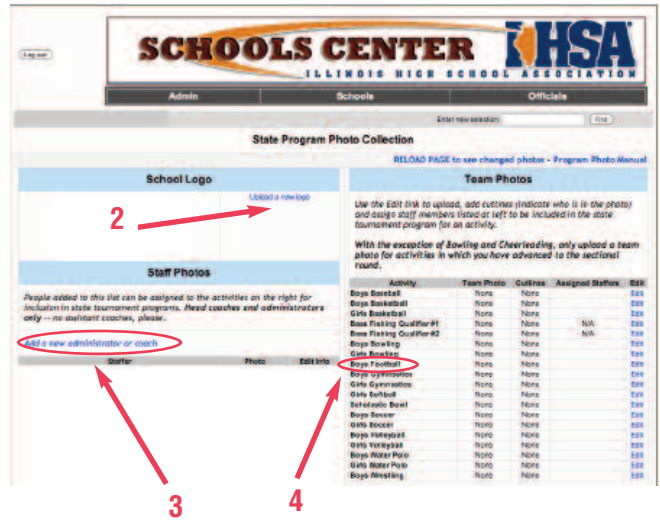 Log out
SCHOOLS CENTER
IHSA
ILLINOIS HIGH SCHOOL ASSOCIATION
Admin Schools Officials
Enter new selection: Find
State Program Photo Collection
RELOAD PAGE to see changed photos - Program Photo Manual
School Logo
Upload a new logo
2
Staff Photos
People added to this list can be assigned to the activities on the right for
inclusion in state tournament programs. Head coaches and administrators
only -- no assistant coaches, please.
Add a new administrator or coach
Staffer Photo Edit Info
3
Team Photos
Use the Edit link to upload, add cutlines (indicate who is in the photo)
and assign staff members listed at left to be included in the state
tournament program for an activity.
With the exception of Bowling and Cheerleading, only upload a team
photo for activities in which you have advanced to the sectional
round.
Activity Team Photo Cutlines Assigned Staffers Edit
Boys Baseball None None Edit
Boys Basketball None None Edit
Girls Basketball None None Edit
Bass Fishing Qualifier #1 None None N/A Edit
Bass Fishing Qualifier #2 None None N/A Edit
Boys Bowling None None Edit
Girls Bowling None None Edit
Boys Football None None Edit
Boys Gymnastics None None Edit
Girls Gymnastics None None Edit
Girls Softball None None Edit
Scholastic Bowl None None Edit
Boys Soccer None None Edit
Girls Soccer None None Edit
Boys Volleyball None None Edit
Girls Volleyball None None Edit
Boys Water Polo None None Edit
Girls Water Polo None None Edit
Boys Wrestling None None Edit
4